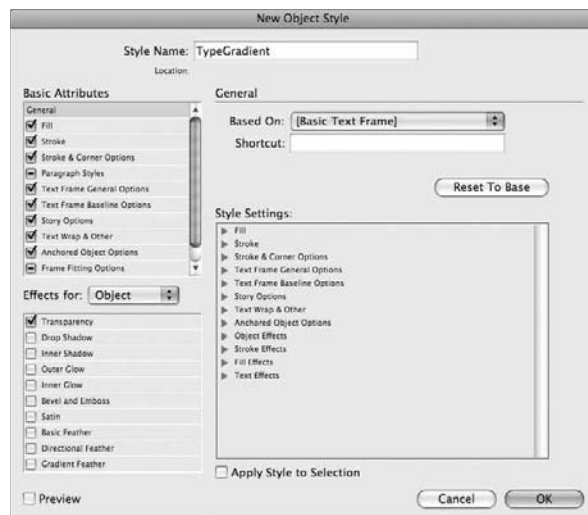 New Object Style
Style Name: TypeGradient
Location:
Basic Attributes
General
Fill
Stroke
Stroke & Corner Options
Paragraph Styles
Text Frame General Options
Text Frame Baseline Options
Story Options
Text Wrap & Other
Anchored Object Options
Frame Fitting Options
Effects for: Object
Transparency
Drop Shadow
Inner Shadow
Outer Glow
Inner Glow
Bevel and Emboss
Satin
Basic Feather
Directional Feather
Gradient Feather
Preview
General
Based On: [Basic Text Frame]
Shortcut:
Reset To Base
Style Settings:
Fill
Stroke
Stroke & Corner Options
Text Frame General Options
Text Frame Baseline Options
Story Options
Text Wrap & Other
Anchored Object Options
Object Effects
Stroke Effects
Fill Effects
Text Effects
Apply Style to Selection
Cancel
OK